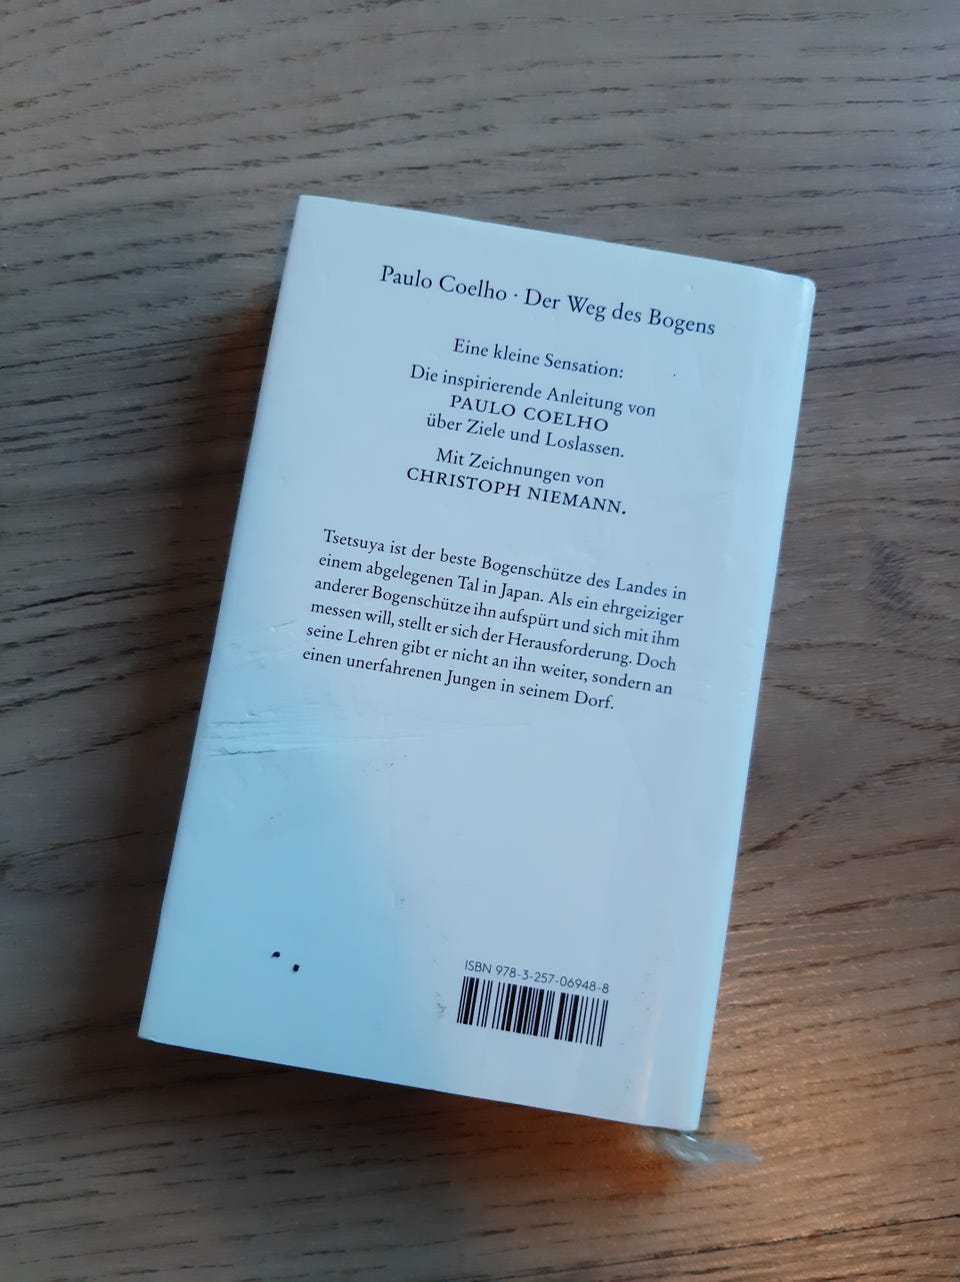 Paulo Coelho · Der Weg des Bogens
Eine kleine Sensation:
Die inspirierende Anleitung von
PAULO COELHO
über Ziele und Loslassen.
Mit Zeichnungen von
CHRISTOPH NIEMANN.
Tsetsuya ist der beste Bogenschütze des Landes in
einem abgelegenen Tal in Japan. Als ein ehrgeiziger
anderer Bogenschütze ihn aufspürt und sich mit ihm
messen will, stellt er sich der Herausforderung. Doch
seine Lehren gibt er nicht an ihn weiter, sondern an
einen unerfahrenen Jungen in seinem Dorf.
ISBN 978-3-257-06948-8